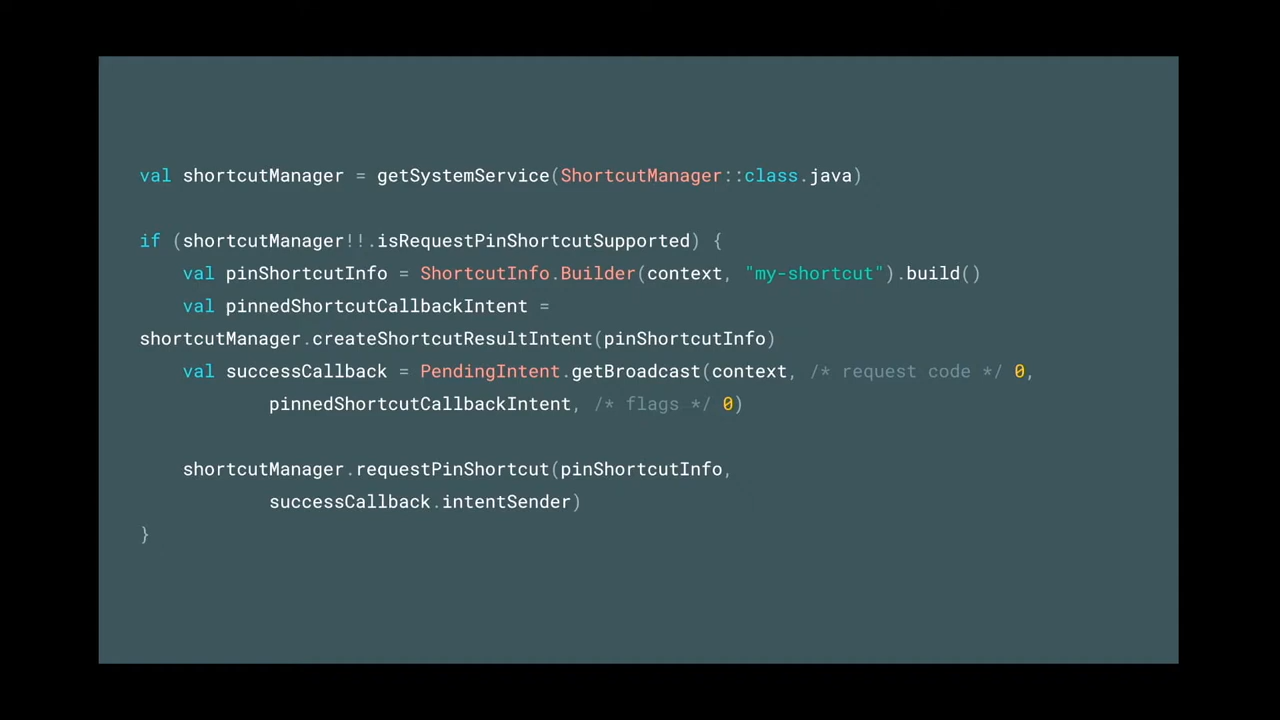 val shortcutManager = getSystemService(ShortcutManager::class.java)
if (shortcutManager!!.isRequestPinShortcutSupported) {
val pinShortcutInfo = ShortcutInfo.Builder(context, "my-shortcut").build()
val pinnedShortcutCallbackIntent =
shortcutManager.createShortcutResultIntent(pinShortcutInfo)
val successCallback = PendingIntent.getBroadcast(context, /* request code */ 0,
pinnedShortcutCallbackIntent, /* flags */ 0)
shortcutManager.requestPinShortcut(pinShortcutInfo,
successCallback.intentSender)
}